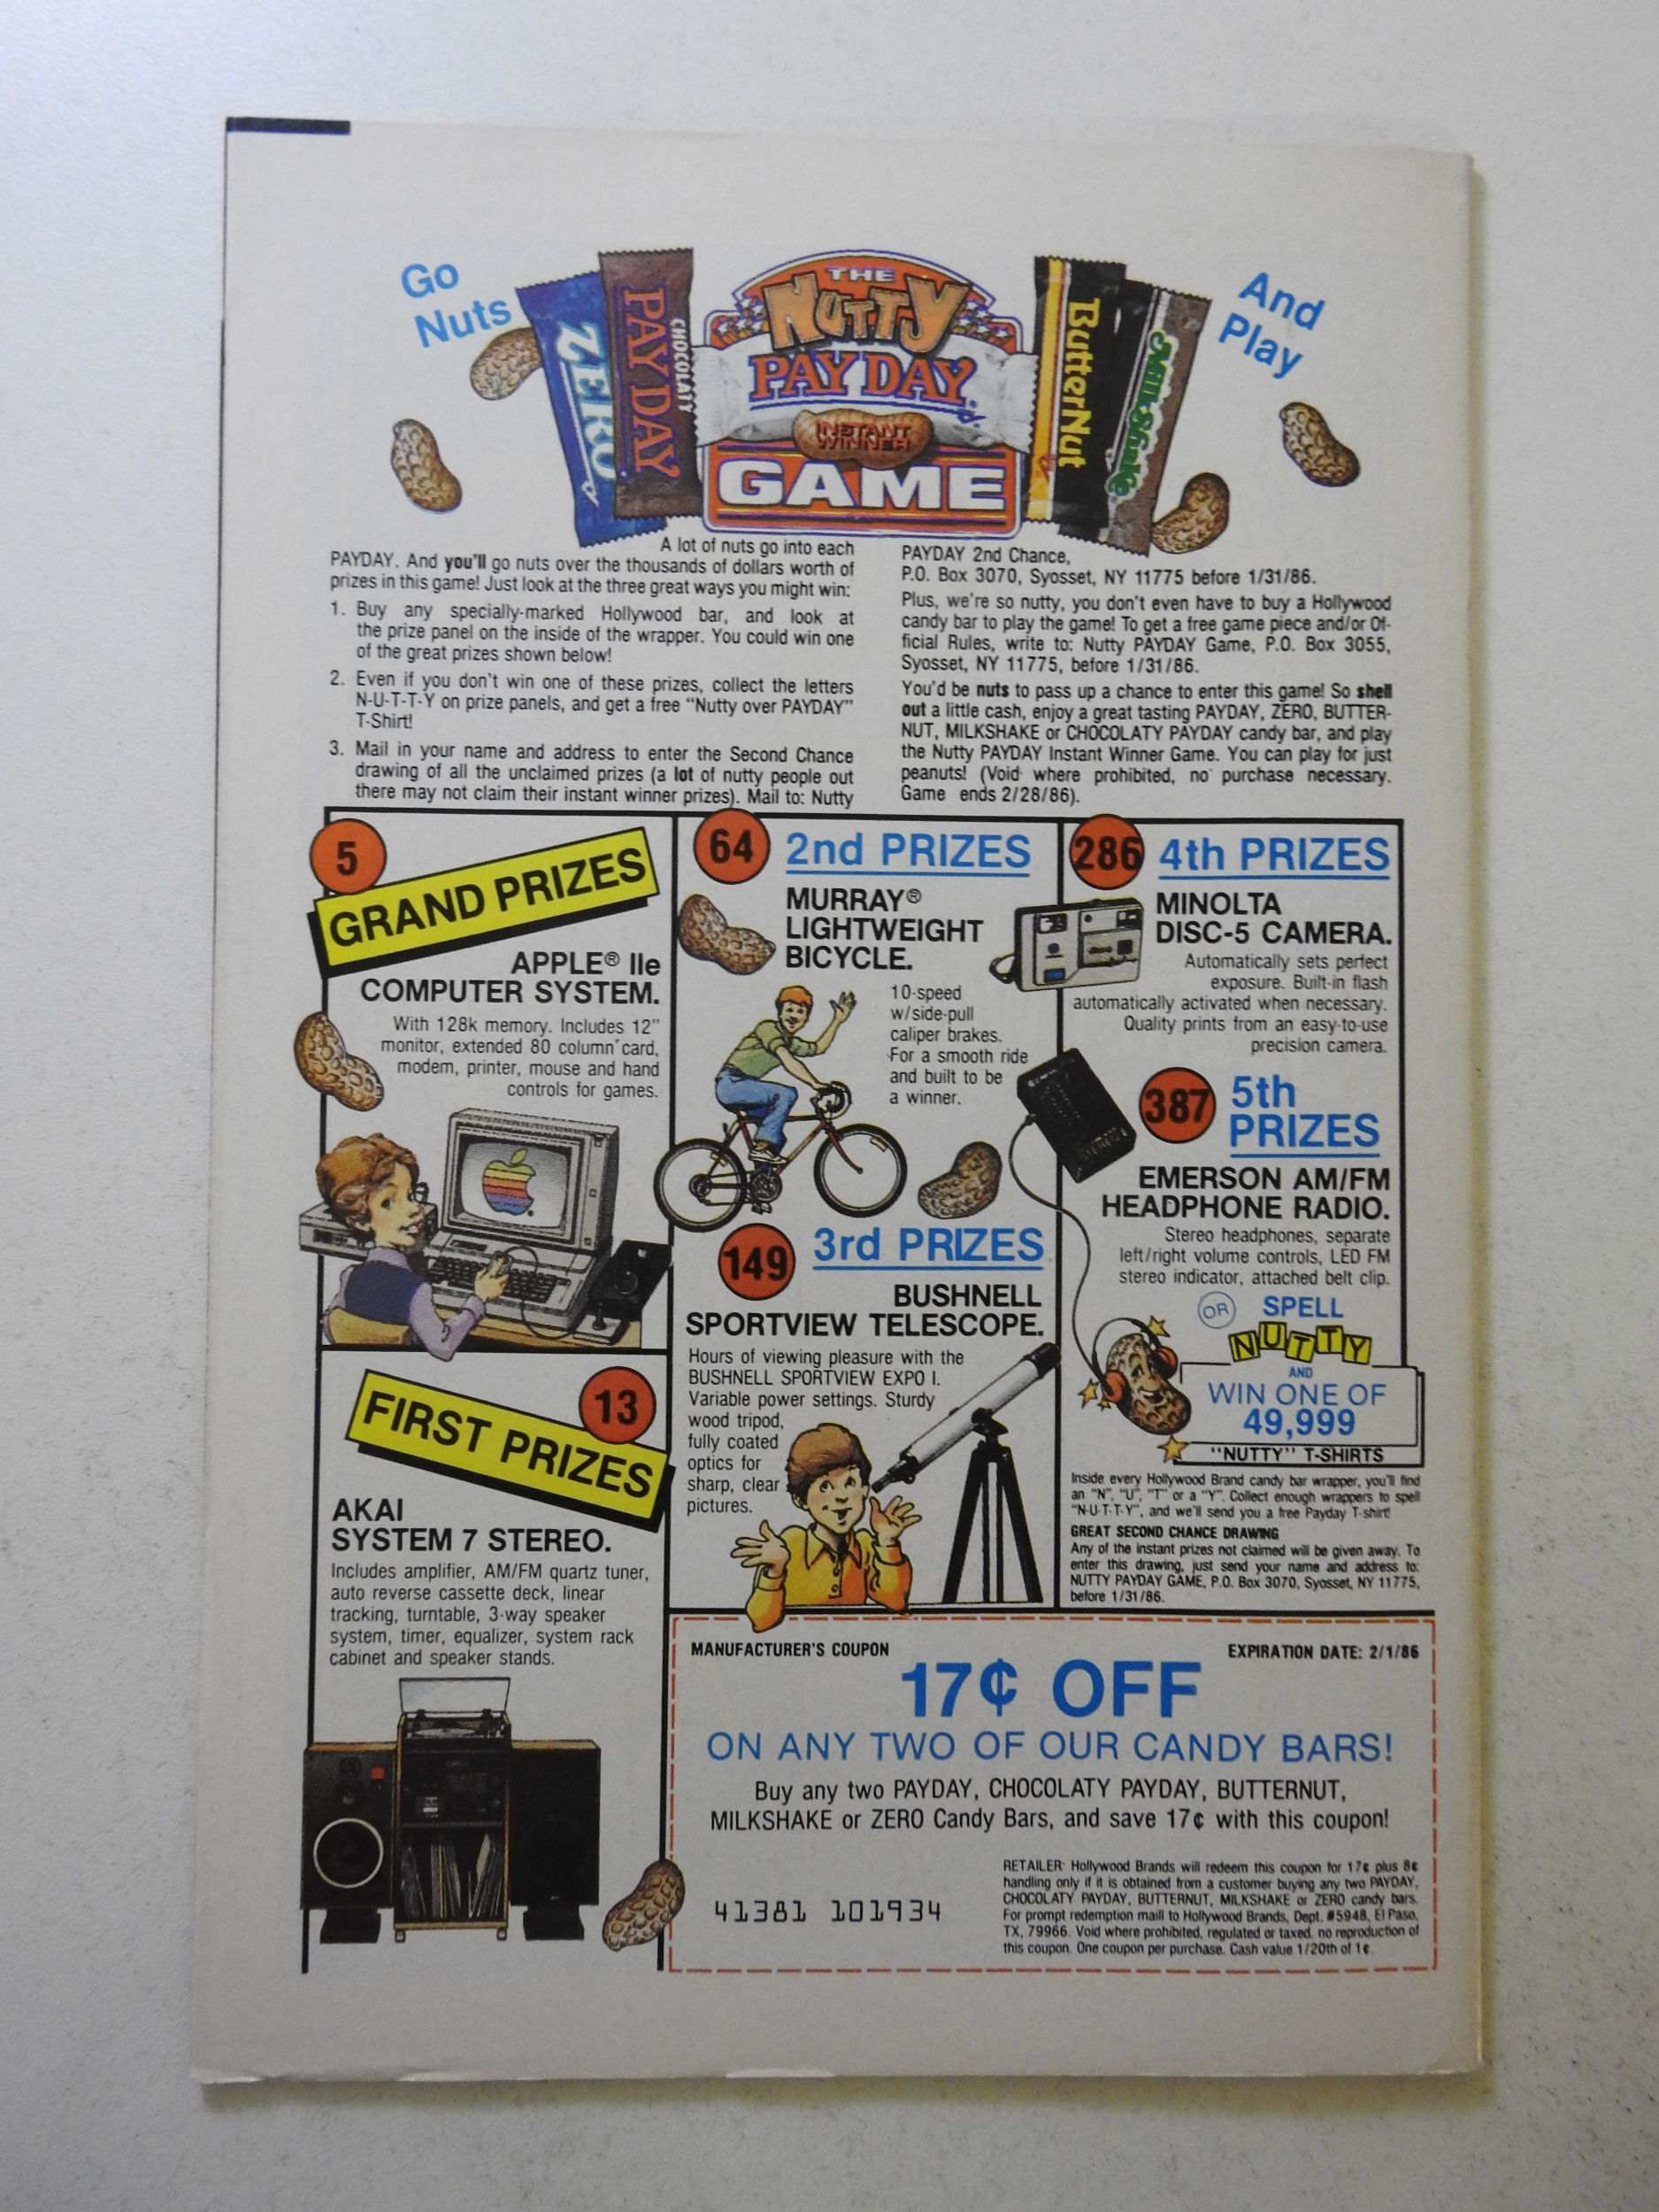 Go
Nuts
And
Play
ZERO
CHOCOLATY
PAY DAY
THE
NUTTY
PAY DAY
INSTANT
WINNER
GAME
ButterNut
MilkShake
A lot of nuts go into each
PAYDAY. And you'll go nuts over the thousands of dollars worth of
prizes in this game! Just look at the three great ways you might win:
1. Buy any specially-marked Hollywood bar, and look at
the prize panel on the inside of the wrapper. You could win one
of the great prizes shown below!
2. Even if you don't win one of these prizes, collect the letters
N-U-T-T-Y on prize panels, and get a free "Nutty over PAYDAY"
T-Shirt!
3. Mail in your name and address to enter the Second Chance
drawing of all the unclaimed prizes (a lot of nutty people out
there may not claim their instant winner prizes). Mail to: Nutty
PAYDAY 2nd Chance,
P.O. Box 3070, Syosset, NY 11775 before 1/31/86.
Plus, we're so nutty, you don't even have to buy a Hollywood
candy bar to play the game! To get a free game piece and/or Of-
ficial Rules, write to: Nutty PAYDAY Game, P.O. Box 3055,
Syosset, NY 11775, before 1/31/86.
You'd be nuts to pass up a chance to enter this game! So shell
out a little cash, enjoy a great tasting PAYDAY, ZERO, BUTTER-
NUT, MILKSHAKE or CHOCOLATY PAYDAY candy bar, and play
the Nutty PAYDAY Instant Winner Game. You can play for just
peanuts! (Void where prohibited, no purchase necessary.
Game ends 2/28/86).
5
GRAND PRIZES
APPLE® IIe
COMPUTER SYSTEM.
With 128k memory. Includes 12"
monitor, extended 80 column card,
modem, printer, mouse and hand
controls for games.
13
FIRST PRIZES
AKAI
SYSTEM 7 STEREO.
Includes amplifier, AM/FM quartz tuner,
auto reverse cassette deck, linear
tracking, turntable, 3-way speaker
system, timer, equalizer, system rack
cabinet and speaker stands.
64
2nd PRIZES
MURRAY®
LIGHTWEIGHT
BICYCLE.
10-speed
w/side-pull
caliper brakes.
For a smooth ride
and built to be
a winner.
149
3rd PRIZES
BUSHNELL
SPORTVIEW TELESCOPE.
Hours of viewing pleasure with the
BUSHNELL SPORTVIEW EXPO I.
Variable power settings. Sturdy
wood tripod,
fully coated
optics for
sharp, clear
pictures.
286
4th PRIZES
MINOLTA
DISC-5 CAMERA.
Automatically sets perfect
exposure. Built-in flash
automatically activated when necessary.
Quality prints from an easy-to-use
precision camera.
387
5th
PRIZES
EMERSON AM/FM
HEADPHONE RADIO.
Stereo headphones, separate
left/right volume controls, LED FM
stereo indicator, attached belt clip.
OR SPELL
NUTTY
AND
WIN ONE OF
49,999
"NUTTY" T-SHIRTS
Inside every Hollywood Brand candy bar wrapper, you'll find
an "N", "U", "T" or a "Y". Collect enough wrappers to spell
"N-U-T-T-Y", and we'll send you a free Payday T-shirt!
GREAT SECOND CHANCE DRAWING
Any of the instant prizes not claimed will be given away. To
enter this drawing, just send your name and address to:
NUTTY PAYDAY GAME, P.O. Box 3070, Syosset, NY 11775,
before 1/31/86.
MANUFACTURER'S COUPON
EXPIRATION DATE: 2/1/86
17¢ OFF
ON ANY TWO OF OUR CANDY BARS!
Buy any two PAYDAY, CHOCOLATY PAYDAY, BUTTERNUT,
MILKSHAKE or ZERO Candy Bars, and save 17¢ with this coupon!
41381 101934
RETAILER: Hollywood Brands will redeem this coupon for 17¢ plus 8¢
handling only if it is obtained from a customer buying any two PAYDAY,
CHOCOLATY PAYDAY, BUTTERNUT, MILKSHAKE or ZERO candy bars.
For prompt redemption maill to Hollywood Brands, Dept. #5948, El Paso,
TX, 79966. Void where prohibited, regulated or taxed, no reproduction of
this coupon. One coupon per purchase. Cash value 1/20th of 1¢.